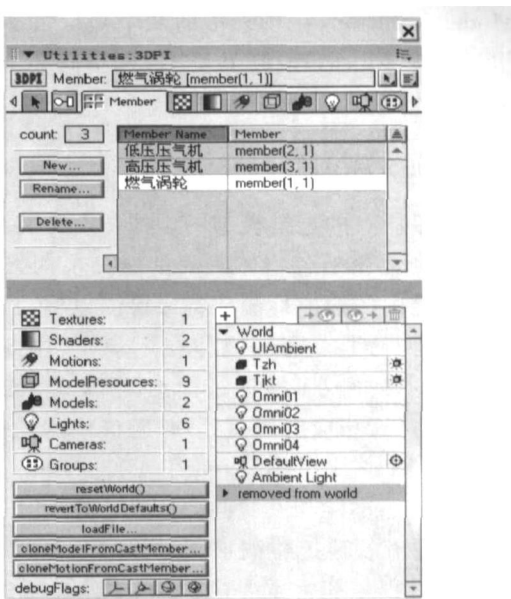 Utilities:3DPI
3DPI Member: 燃气涡轮 [member(1, 1)]
Member
count: 3
Member Name Member
低压压气机 member(2, 1)
高压压气机 member(3, 1)
燃气涡轮 member(1, 1)
New...
Rename...
Delete...
Textures: 1
Shaders: 2
Motions: 1
ModelResources: 9
Models: 2
Lights: 6
Cameras: 1
Groups: 1
resetWorld()
revertToWorldDefaults()
loadFile...
cloneModelFromCastMember...
cloneMotionFromCastMember...
debugFlags:
World
UIAmbient
Tzh
Tjkt
Omni01
Omni02
Omni03
Omni04
DefaultView
Ambient Light
removed from world